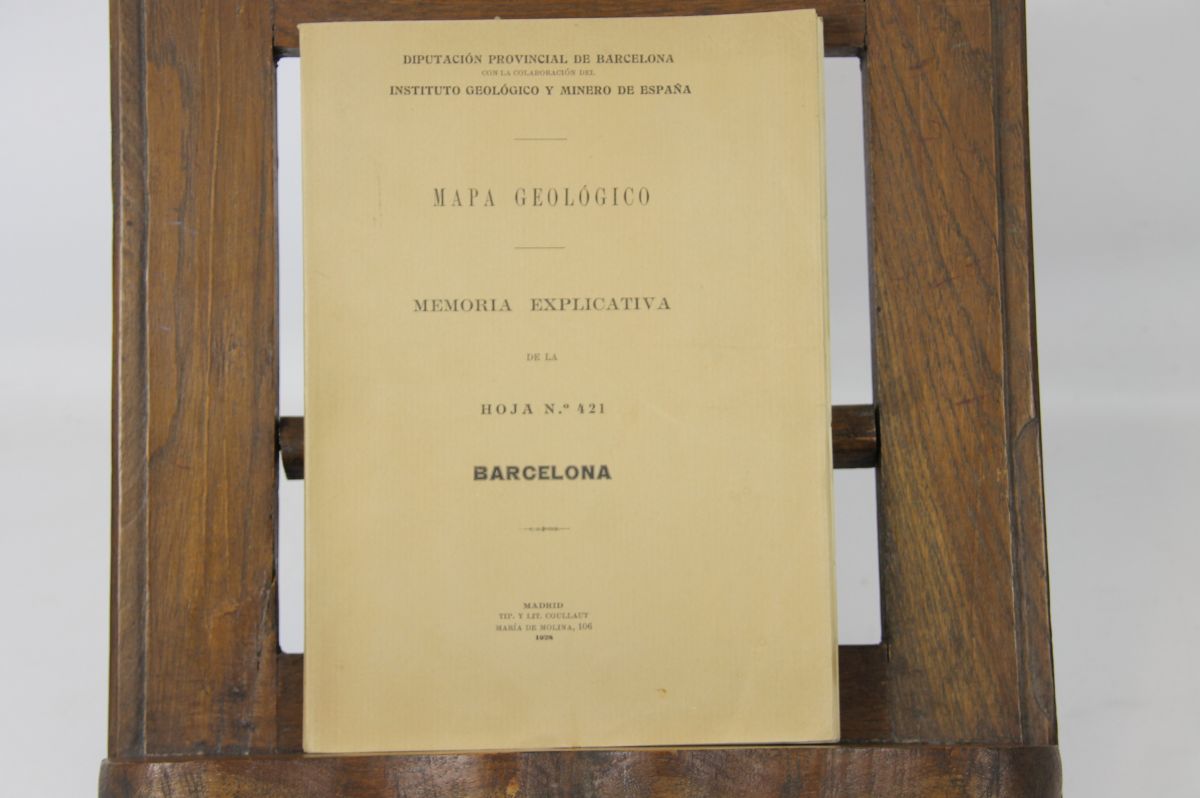 DIPUTACIÓN PROVINCIAL DE BARCELONA
CON LA COLABORACIÓN DEL
INSTITUTO GEOLÓGICO Y MINERO DE ESPAÑA
MAPA GEOLÓGICO
MEMORIA EXPLICATIVA
DE LA
HOJA N.º 421
BARCELONA
MADRID
TIP. Y LIT. COULLAUT
MARÍA DE MOLINA, 106
1928